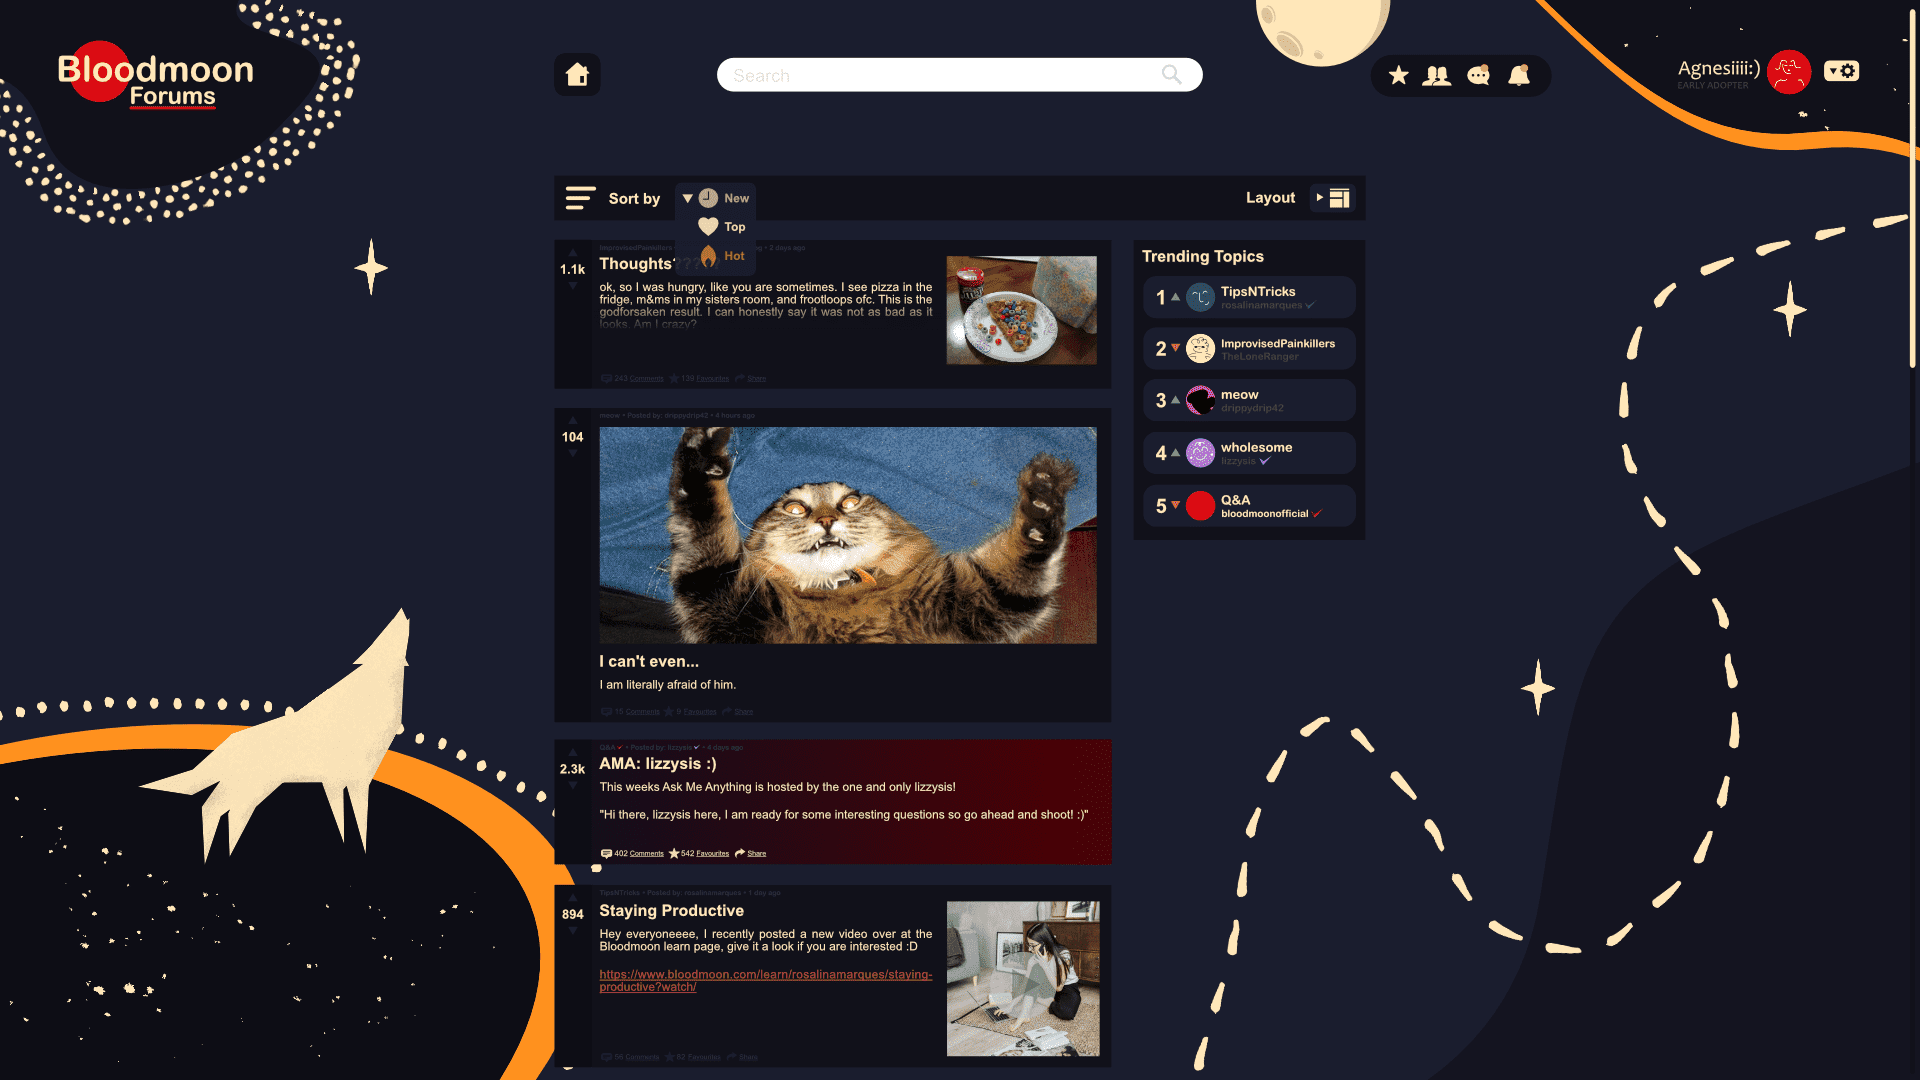 Bloodmoon
Forums
Search
Agnesiiii:)
EARLY ADOPTER
Sort by
New
Top
Hot
Layout
ImprovisedPainkillers
• 2 days ago
1.1k
Thoughts?????
ok, so I was hungry, like you are sometimes. I see pizza in the
fridge, m&ms in my sisters room, and frootloops ofc. This is the
godforsaken result. I can honestly say it was not as bad as it
looks. Am I crazy?
243 Comments 139 Favourites Share
meow • Posted by: drippydrip42 • 4 hours ago
104
I can't even...
I am literally afraid of him.
15 Comments 9 Favourites Share
Q&A • Posted by: lizzysis • 4 days ago
2.3k
AMA: lizzysis :)
This weeks Ask Me Anything is hosted by the one and only lizzysis!
"Hi there, lizzysis here, I am ready for some interesting questions so go ahead and shoot! :)"
402 Comments 542 Favourites Share
TipsNTricks • Posted by: rosalinamarques • 1 day ago
894
Staying Productive
Hey everyoneeee, I recently posted a new video over at the
Bloodmoon learn page, give it a look if you are interested :D
https://www.bloodmoon.com/learn/rosalinamarques/staying-
productive?watch/
56 Comments 82 Favourites Share
Trending Topics
1 TipsNTricks
rosalinamarques
2 ImprovisedPainkillers
TheLoneRanger
3 meow
drippydrip42
4 wholesome
lizzysis
5 Q&A
bloodmoonofficial